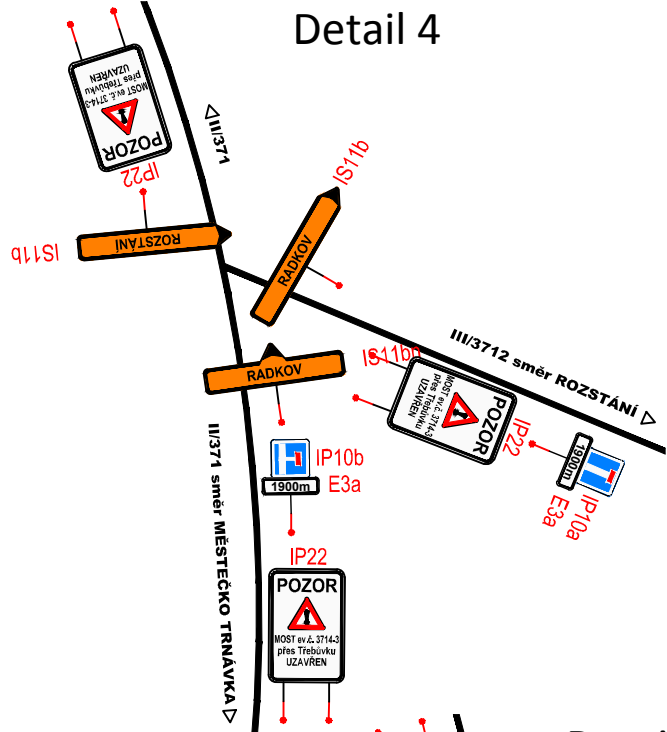 Detail 4
POZOR
MOST ev.č. 3714-3
přes Třebůvku
UZAVŘEN
IP22
II/371
IS11b
ROZSTÁNÍ
IS11b
RADKOV
III/3712 směr ROZSTÁNÍ
IS11b
RADKOV
POZOR
MOST ev.č. 3714-3
přes Třebůvku
UZAVŘEN
IP22
1900m
E3a
IP10a
II/371 směr MĚSTEČKO TRNÁVKA
IP10b
1900m
E3a
IP22
POZOR
MOST ev.č. 3714-3
přes Třebůvku
UZAVŘEN